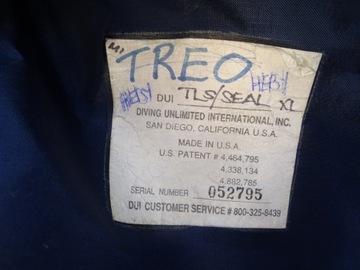 TREO
HEBY
HEBY
DUI TLS/SEAL XL
DIVING UNLIMITED INTERNATIONAL, INC.
SAN DIEGO, CALIFORNIA U.S.A.
MADE IN U.S.A.
U.S. PATENT # 4,464,795
4,338,134
4,882,785
SERIAL NUMBER 052795
DUI CUSTOMER SERVICE # 800-325-8439